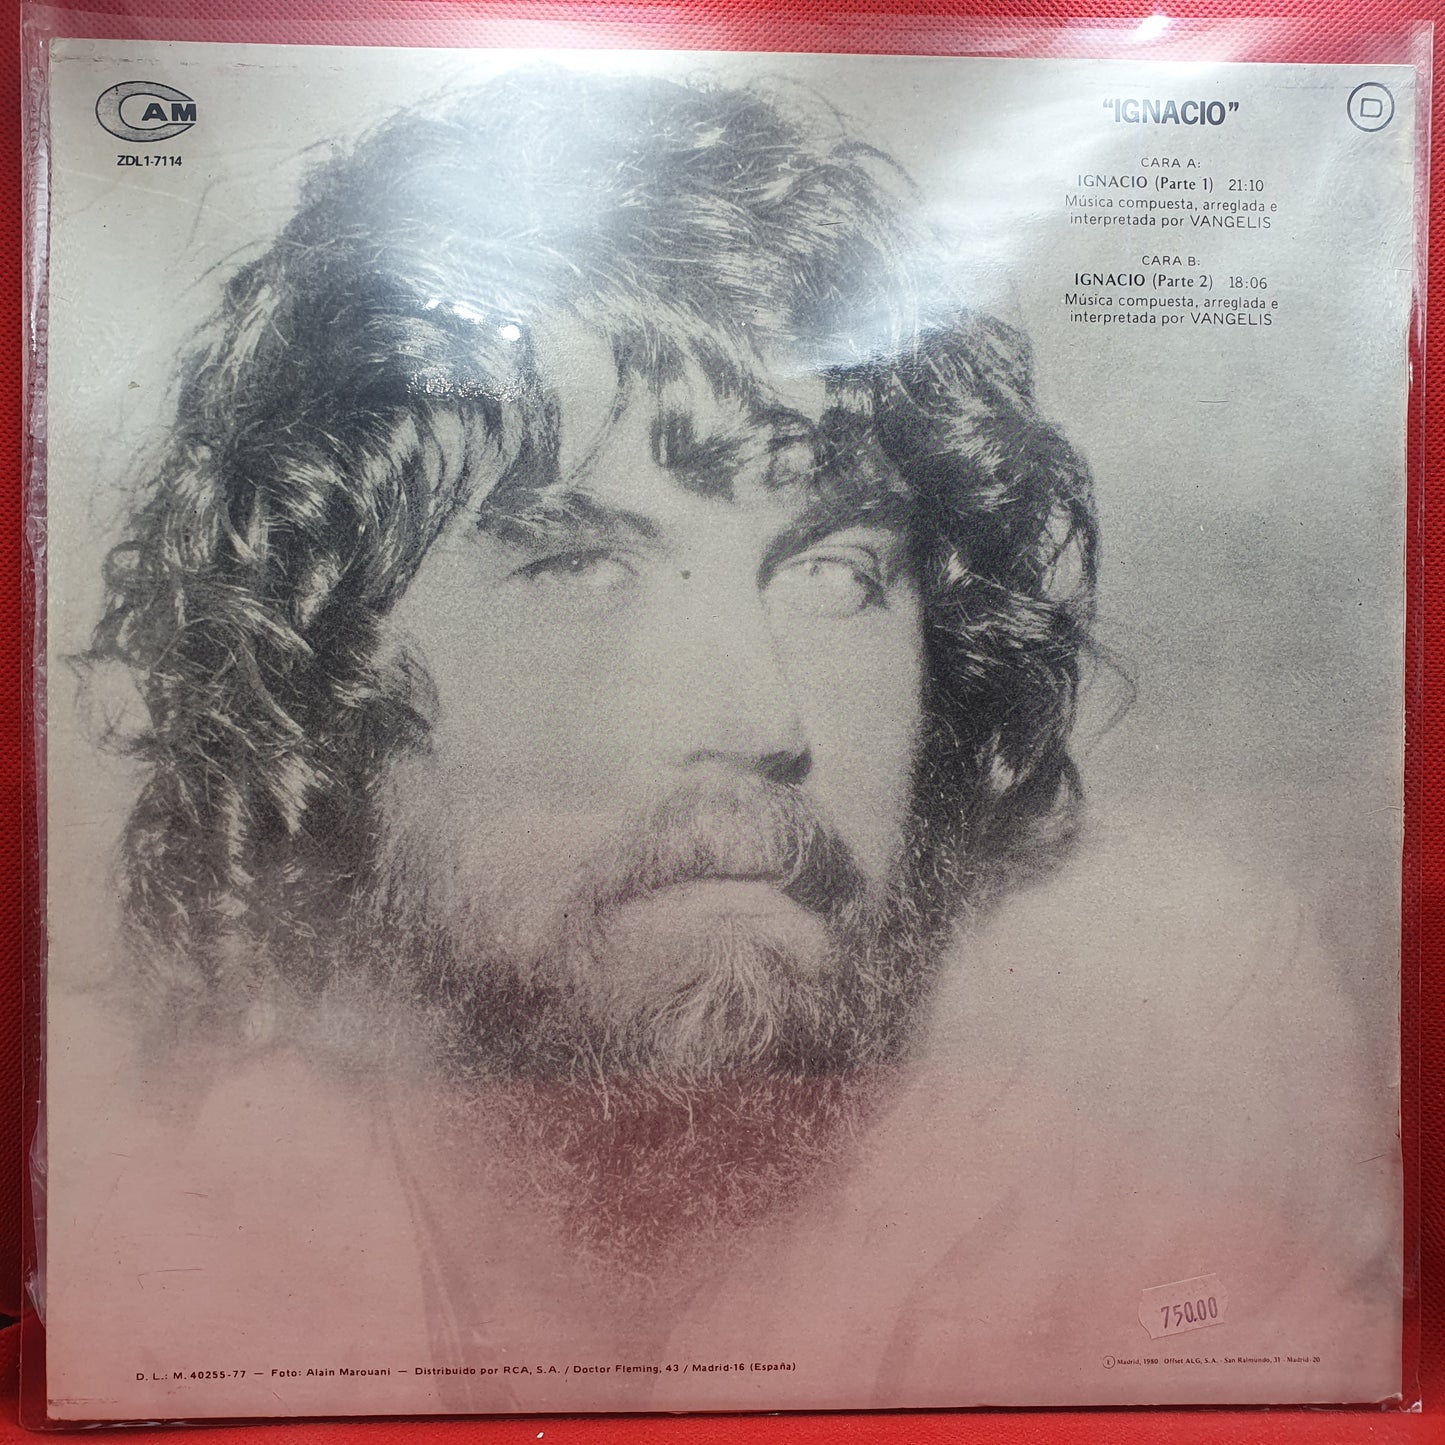 CAM
ZDL1-7114
"IGNACIO"
D
CARA A:
IGNACIO (Parte 1) 21:10
Música compuesta, arreglada e
interpretada por VANGELIS
CARA B:
IGNACIO (Parte 2) 18:06
Música compuesta, arreglada e
interpretada por VANGELIS
750.00
D. L.: M. 40255-77 — Foto: Alain Marouani — Distribuido por RCA, S.A. / Doctor Fleming, 43 / Madrid-16 (España)
E Madrid, 1980 Offset ALG, S.A. - San Raimundo, 31 - Madrid-20